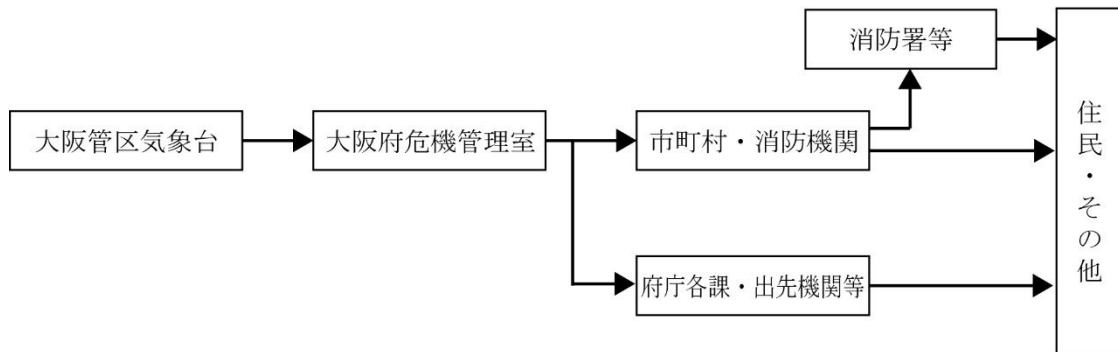 消防署等
大阪管区気象台
大阪府危機管理室
市町村・消防機関
府庁各課・出先機関等
住民・その他